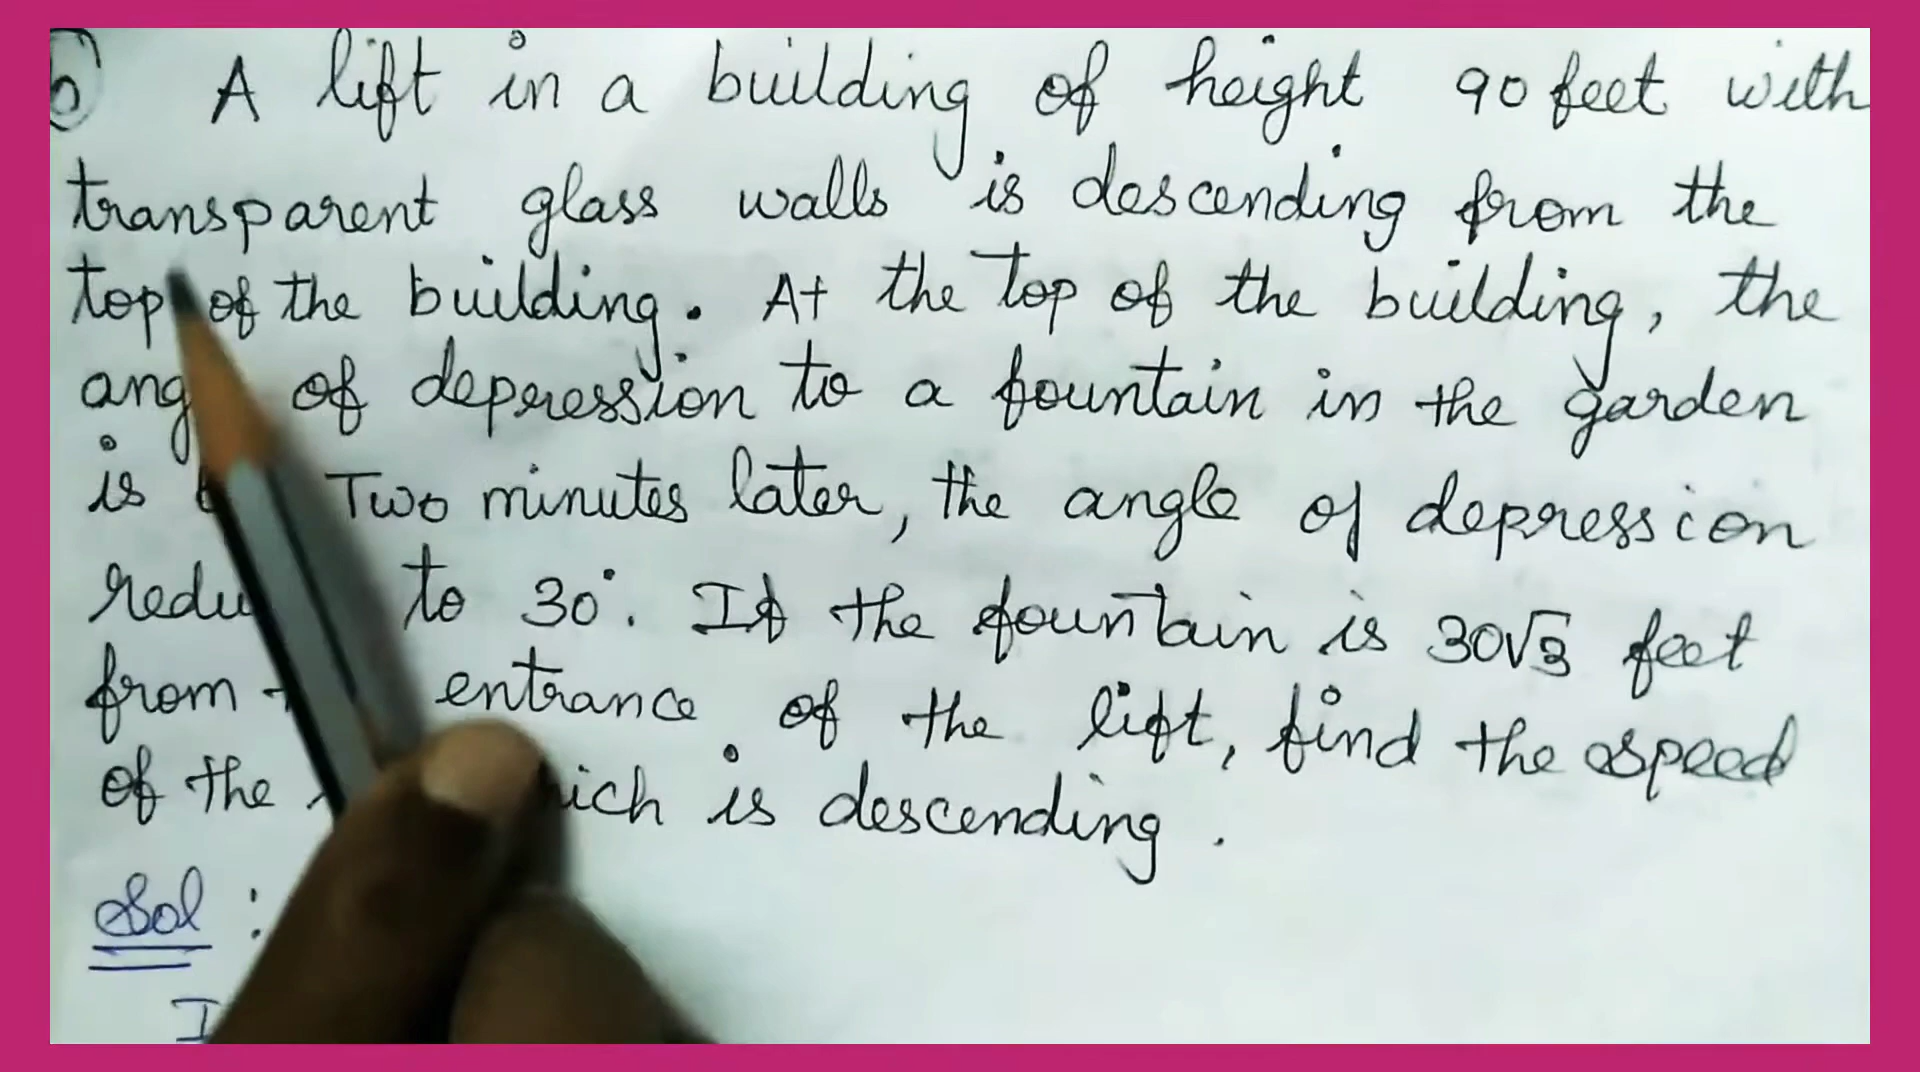 A lift in a building of height 90 feet with
transparent glass walls is descending from the
top of the building. At the top of the building, the
of depression to a fountain in the garden
is Two minutes later, the angle of depression
to 30°. If the fountain is 30√3 feet
from entrance of the lift, find the speed
of the is descending.
Sol :